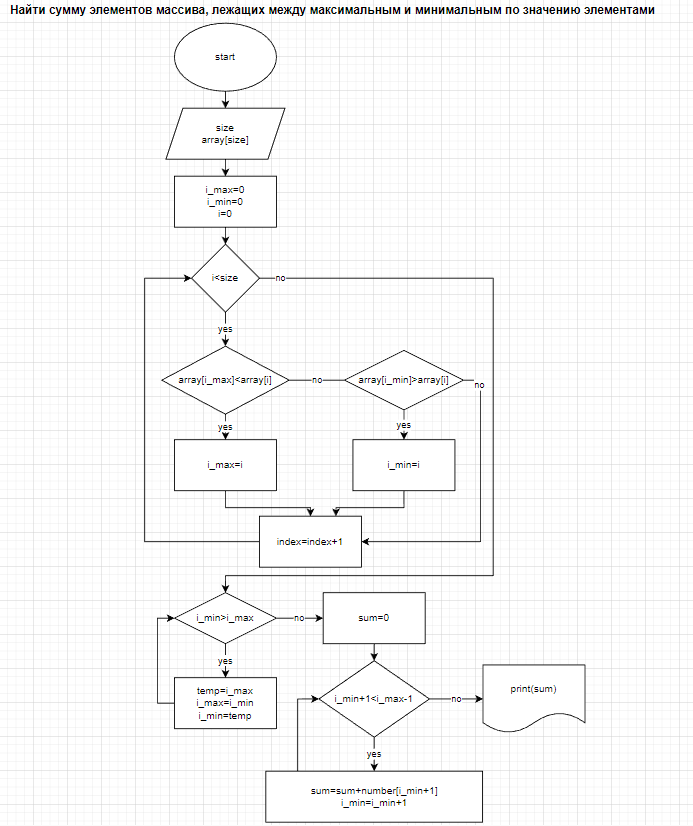 Найти сумму элементов массива, лежащих между максимальным и минимальным по значению элементами
start
size
array[size]
i_max=0
i_min=0
i=0
i<size
no
yes
array[i_max]<array[i]
no
array[i_min]>array[i]
no
yes
yes
i_max=i
i_min=i
index=index+1
i_min>i_max
no
sum=0
yes
temp=i_max
i_max=i_min
i_min=temp
i_min+1<i_max-1
no
print(sum)
yes
sum=sum+number[i_min+1]
i_min=i_min+1